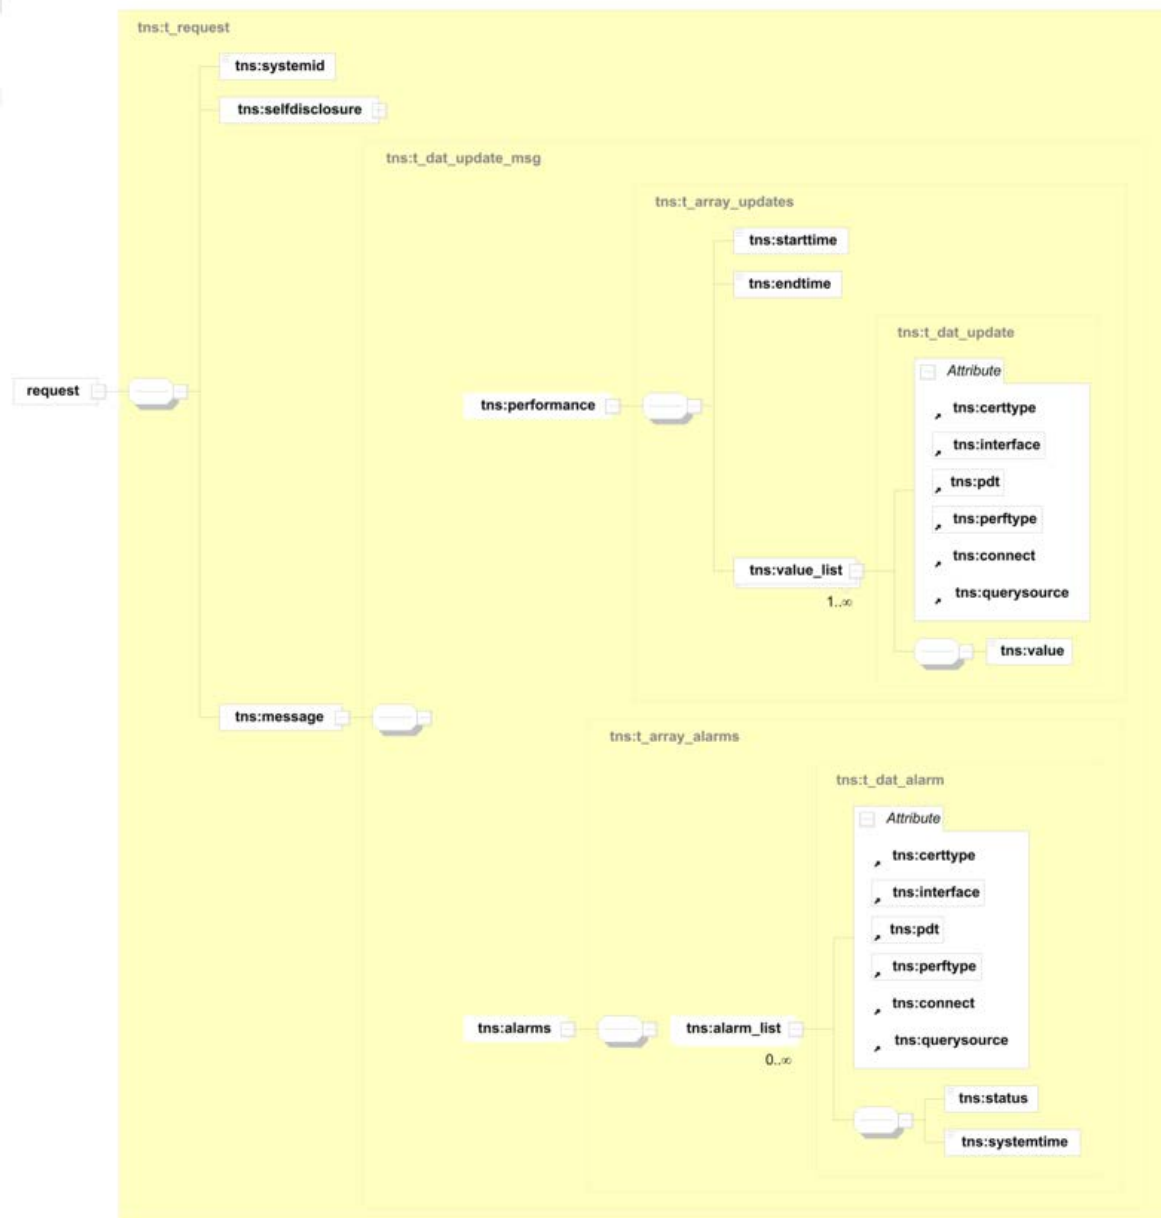 tns:t_request
tns:systemid
tns:selfdisclosure
tns:t_dat_update_msg
tns:t_array_updates
tns:starttime
tns:endtime
tns:t_dat_update
Attribute
request
tns:performance
tns:certtype
tns:interface
tns:pdt
tns:perftype
tns:connect
tns:value_list
1..∞
tns:querysource
tns:value
tns:message
tns:t_array_alarms
tns:t_dat_alarm
Attribute
tns:certtype
tns:interface
tns:pdt
tns:perftype
tns:connect
tns:alarms
tns:alarm_list
0..∞
tns:querysource
tns:status
tns:systemtime